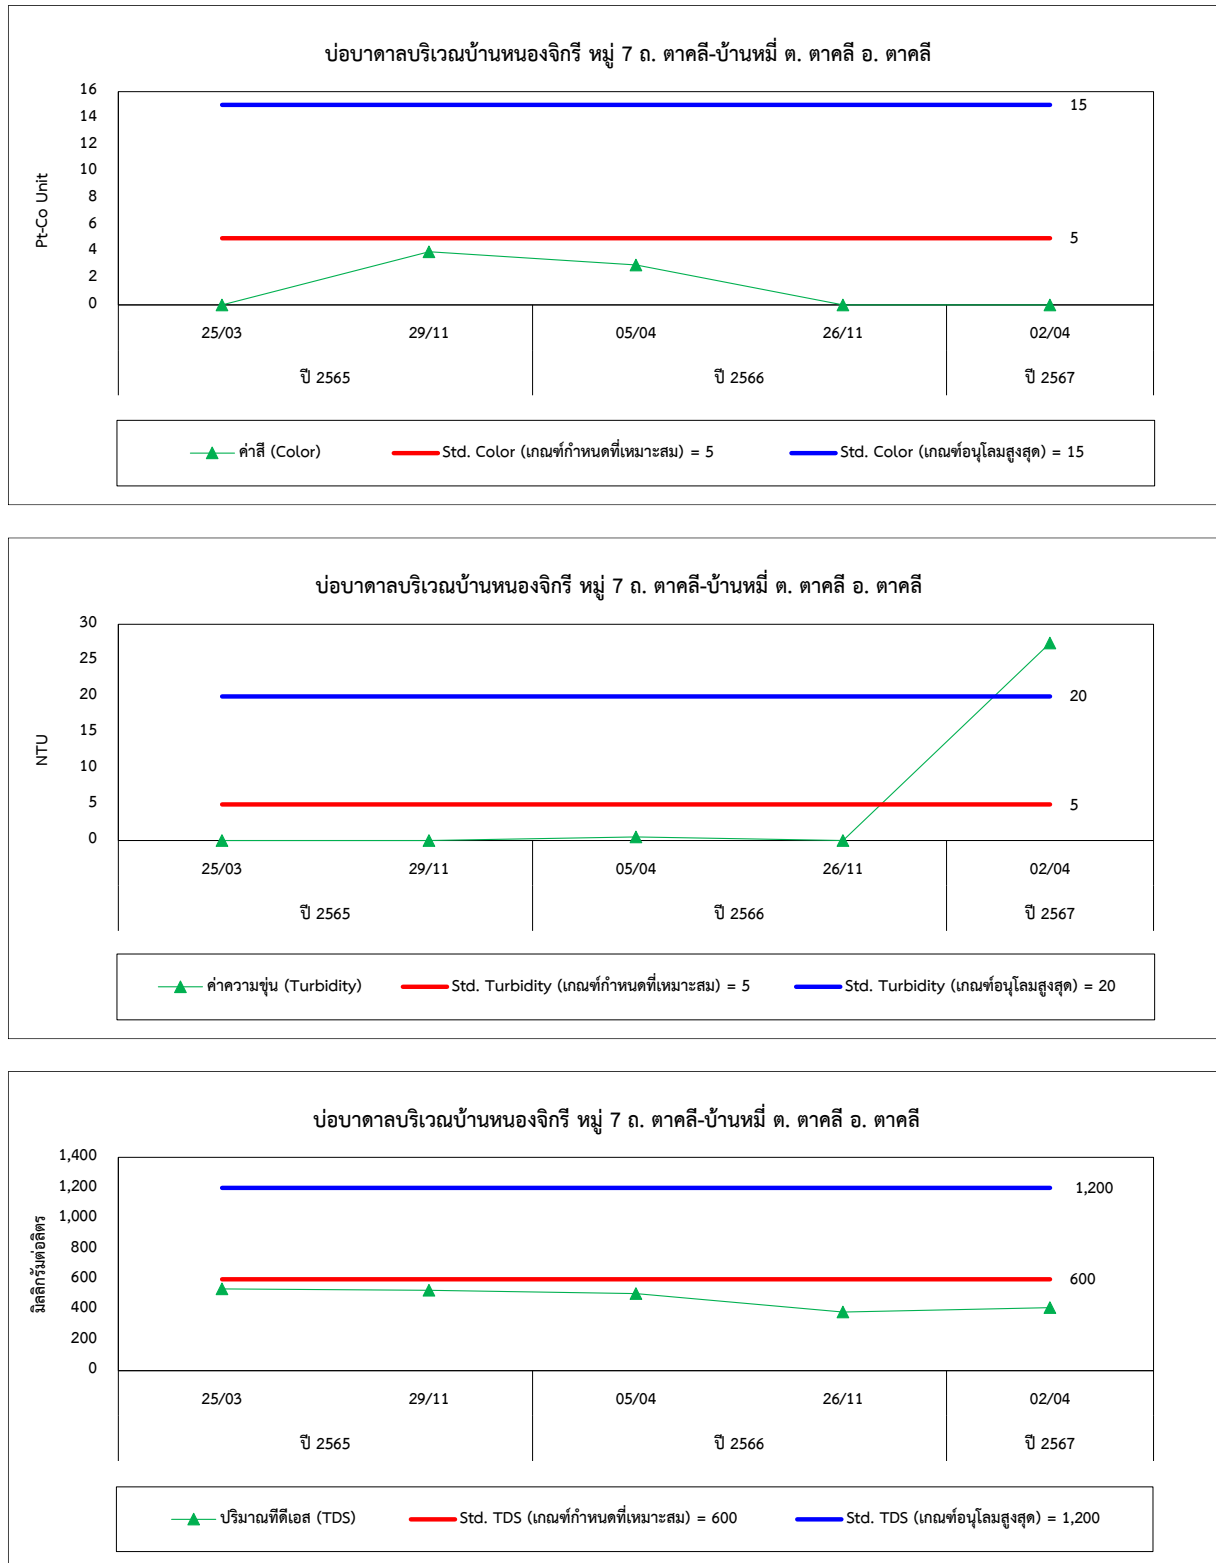 บ่อบาดาลบริเวณบ้านหนองจิกรี หมู่ 7 ถ. ตาคลี-บ้านหมี่ ต. ตาคลี อ. ตาคลี
Pt-Co Unit
16
14
12
10
8
6
4
2
0
15
5
25/03 29/11 05/04 26/11 02/04
ปี 2565 ปี 2566 ปี 2567
ค่าสี (Color) Std. Color (เกณฑ์กำหนดที่เหมาะสม) = 5 Std. Color (เกณฑ์อนุโลมสูงสุด) = 15
บ่อบาดาลบริเวณบ้านหนองจิกรี หมู่ 7 ถ. ตาคลี-บ้านหมี่ ต. ตาคลี อ. ตาคลี
NTU
30
25
20
15
10
5
0
20
5
25/03 29/11 05/04 26/11 02/04
ปี 2565 ปี 2566 ปี 2567
ค่าความขุ่น (Turbidity) Std. Turbidity (เกณฑ์กำหนดที่เหมาะสม) = 5 Std. Turbidity (เกณฑ์อนุโลมสูงสุด) = 20
บ่อบาดาลบริเวณบ้านหนองจิกรี หมู่ 7 ถ. ตาคลี-บ้านหมี่ ต. ตาคลี อ. ตาคลี
มิลลิกรัมต่อลิตร
1,400
1,200
1,000
800
600
400
200
0
1,200
600
25/03 29/11 05/04 26/11 02/04
ปี 2565 ปี 2566 ปี 2567
ปริมาณทีดีเอส (TDS) Std. TDS (เกณฑ์กำหนดที่เหมาะสม) = 600 Std. TDS (เกณฑ์อนุโลมสูงสุด) = 1,200